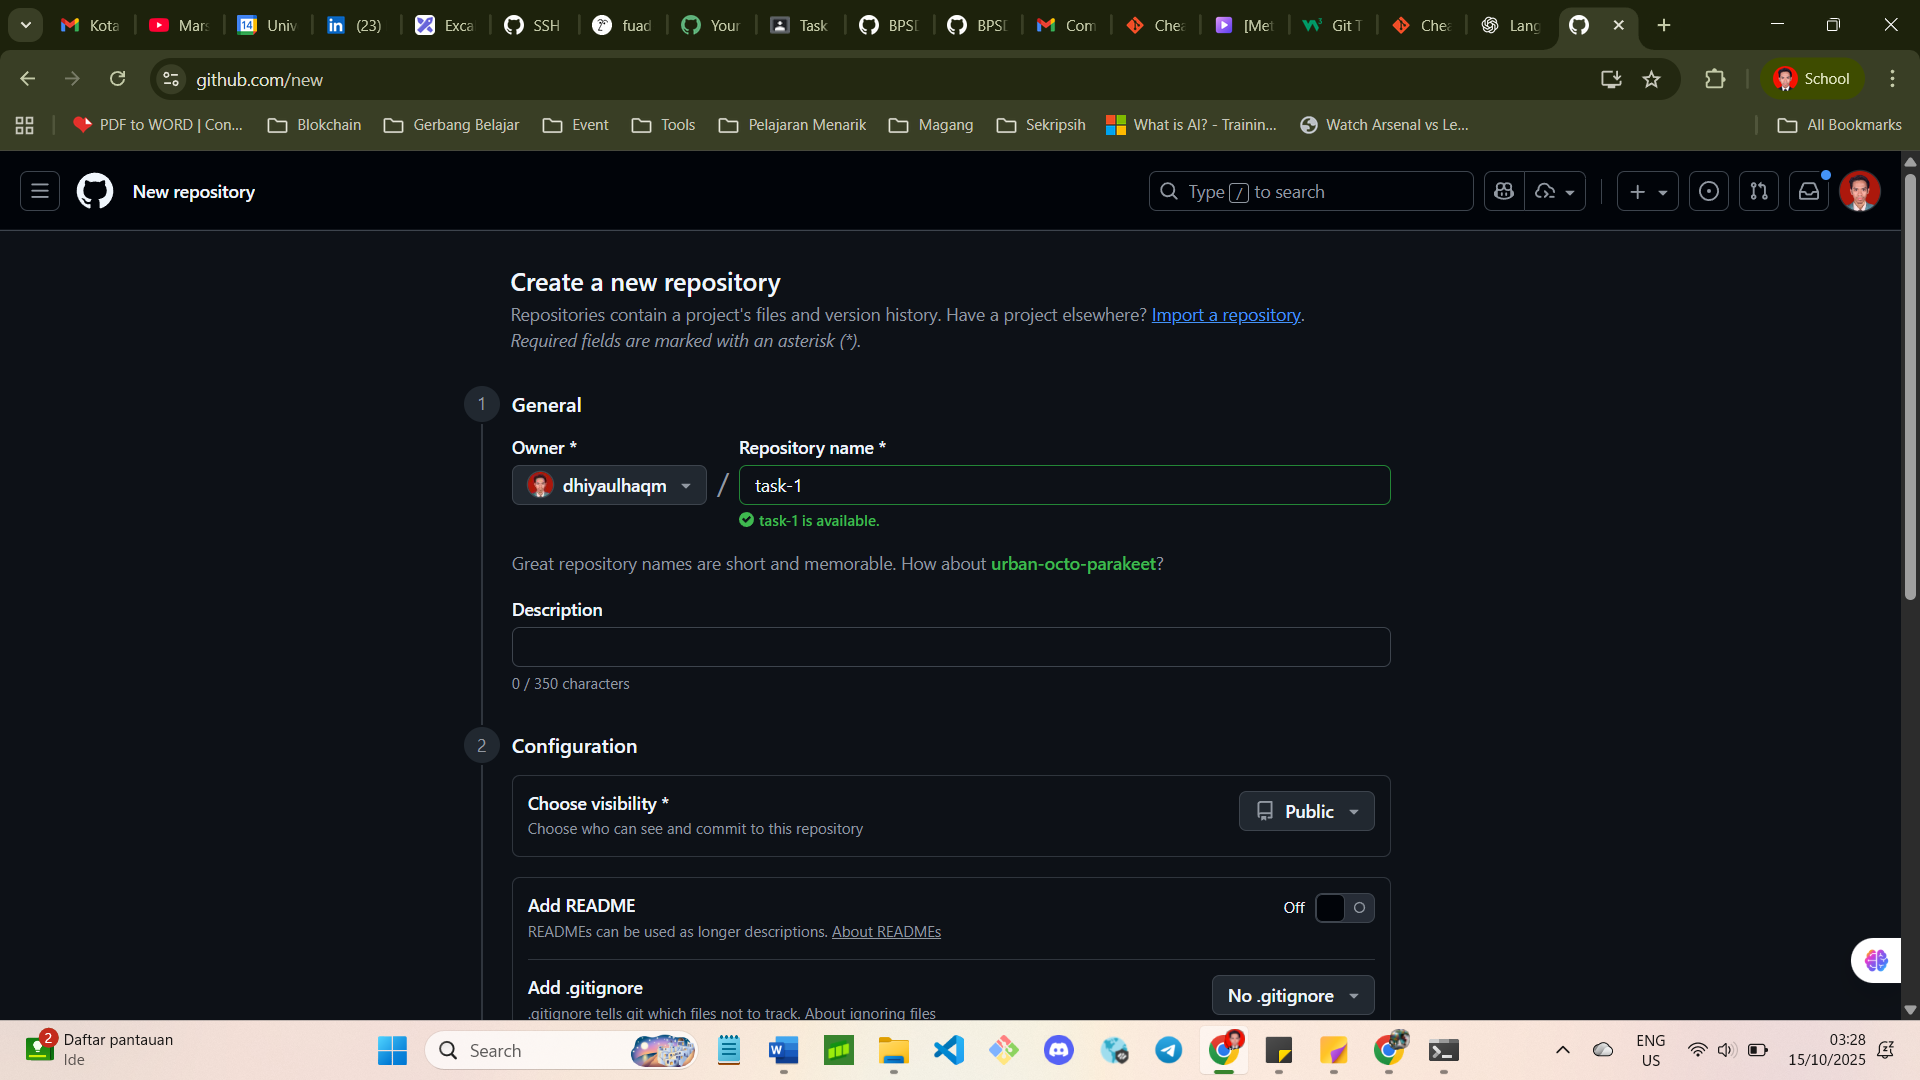 Kota
Mars
14
Univ
(23)
Exca
SSH
fuad
Your
Task
BPSD
BPSD
Com
Chea
[Met
Git T
Chea
Lang
github.com/new
School
PDF to WORD | Con...
Blokchain
Gerbang Belajar
Event
Tools
Pelajaran Menarik
Magang
Sekripsih
What is AI? - Trainin...
Watch Arsenal vs Le...
All Bookmarks
New repository
Type / to search
Create a new repository
Repositories contain a project's files and version history. Have a project elsewhere? Import a repository.
Required fields are marked with an asterisk (*).
1
General
Owner *
Repository name *
dhiyaulhaqm
/
task-1
task-1 is available.
Great repository names are short and memorable. How about urban-octo-parakeet?
Description
0 / 350 characters
2
Configuration
Choose visibility *
Choose who can see and commit to this repository
Public
Add README
READMEs can be used as longer descriptions. About READMEs
Off
Add .gitignore
.gitignore tells git which files not to track. About ignoring files
No .gitignore
2
Daftar pantauan
Ide
Search
ENG
US
03:28
15/10/2025